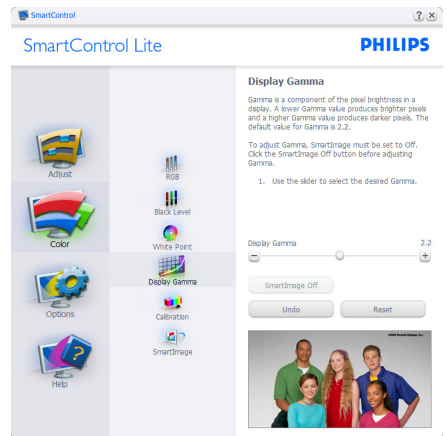 SmartControl
SmartControl Lite
PHILIPS
Adjust
Color
Options
Help
RGB
Black Level
White Point
Display Gamma
Calibration
SmartImage
Display Gamma
Gamma is a component of the pixel brightness in a
display. A lower Gamma value produces brighter pixels
and a higher Gamma value produces darker pixels. The
default value for Gamma is 2.2.
To adjust Gamma, SmartImage must be set to Off.
Click the SmartImage Off button before adjusting
Gamma.
1. Use the slider to select the desired Gamma.
Display Gamma 2.2
SmartImage Off
Undo Reset